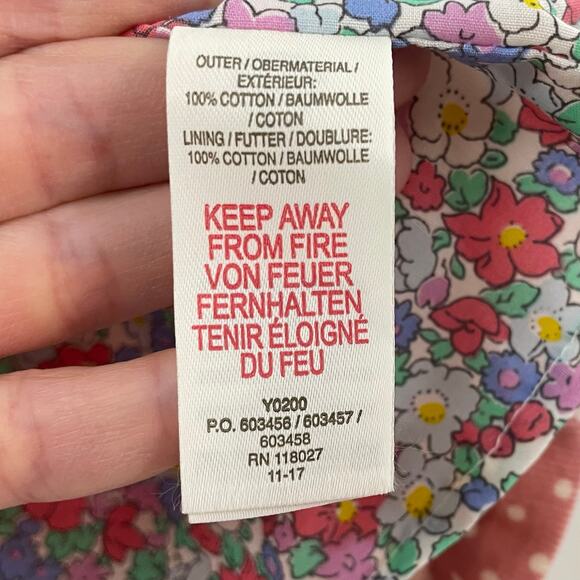 OUTER / OBERMATERIAL /
EXTÉRIEUR:
100% COTTON / BAUMWOLLE
/ COTON
LINING / FUTTER / DOUBLURE:
100% COTTON / BAUMWOLLE
/ COTON
KEEP AWAY
FROM FIRE
VON FEUER
FERNHALTEN
TENIR ÉLOIGNÉ
DU FEU
Y0200
P.O. 603456 / 603457 /
603458
RN 118027
11-17